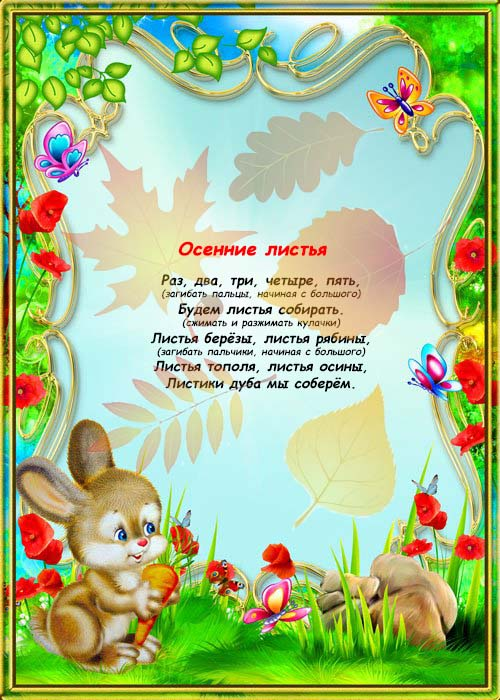 Осенние листья
Раз, два, три, четыре, пять,
(загибать пальцы, начиная с большого)
Будем листья собирать.
(сжимать и разжимать кулачки)
Листья берёзы, листья рябины,
(загибать пальчики, начиная с большого)
Листья тополя, листья осины,
Листики дуба мы соберём.